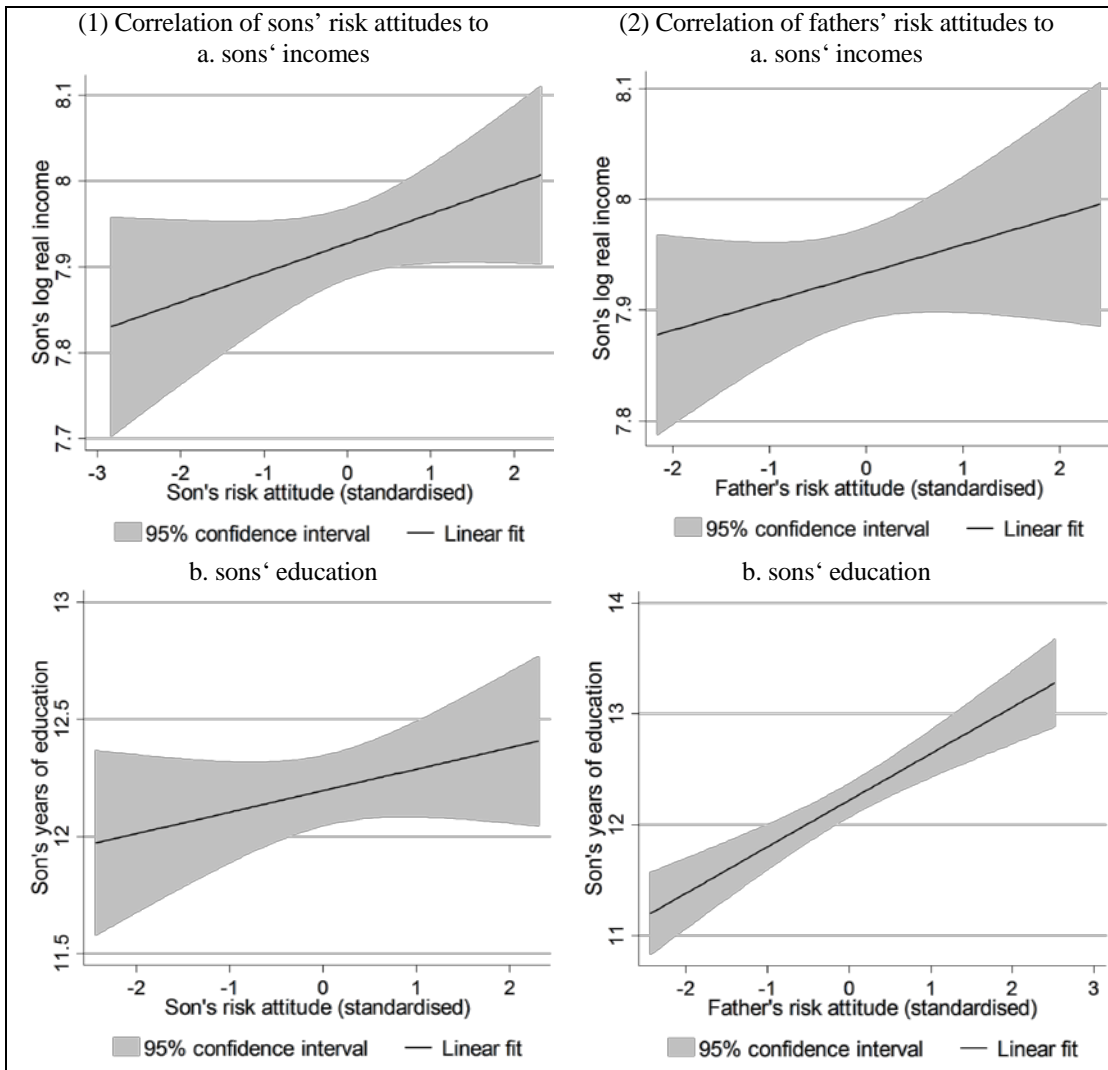 (1) Correlation of sons’ risk attitudes to
a. sons‘ incomes
8.1
8
7.9
7.8
7.7
Son's log real income
-3 -2 -1 0 1 2
Son's risk attitude (standardised)
95% confidence interval Linear fit
(2) Correlation of fathers’ risk attitudes to
a. sons‘ incomes
8.1
8
7.9
7.8
Son's log real income
-2 -1 0 1 2
Father's risk attitude (standardised)
95% confidence interval Linear fit
b. sons‘ education
13
12.5
12
11.5
Son's years of education
-2 -1 0 1 2
Son's risk attitude (standardised)
95% confidence interval Linear fit
b. sons‘ education
14
13
12
11
Son's years of education
-2 -1 0 1 2 3
Father's risk attitude (standardised)
95% confidence interval Linear fit